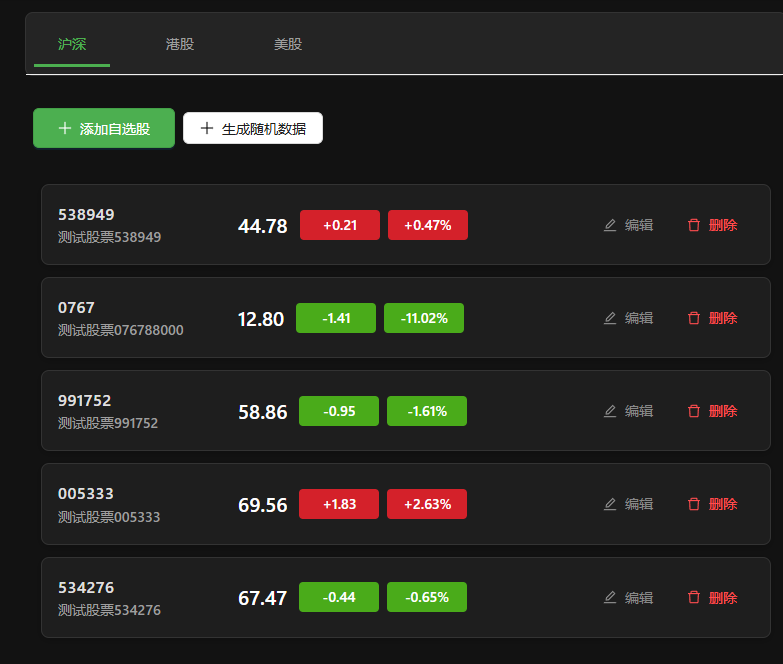 沪深 港股 美股
添加自选股 生成随机数据
538949
测试股票538949
44.78 +0.21 +0.47% 编辑 删除
0767
测试股票076788000
12.80 -1.41 -11.02% 编辑 删除
991752
测试股票991752
58.86 -0.95 -1.61% 编辑 删除
005333
测试股票005333
69.56 +1.83 +2.63% 编辑 删除
534276
测试股票534276
67.47 -0.44 -0.65% 编辑 删除